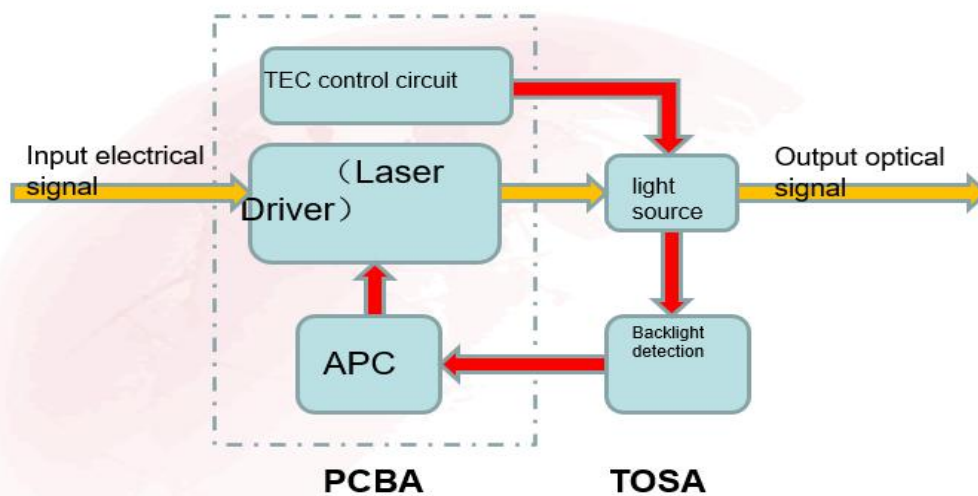 TEC control circuit
Input electrical
signal
（Laser
Driver）
light
source
Output optical
signal
Backlight
detection
APC
PCBA
TOSA